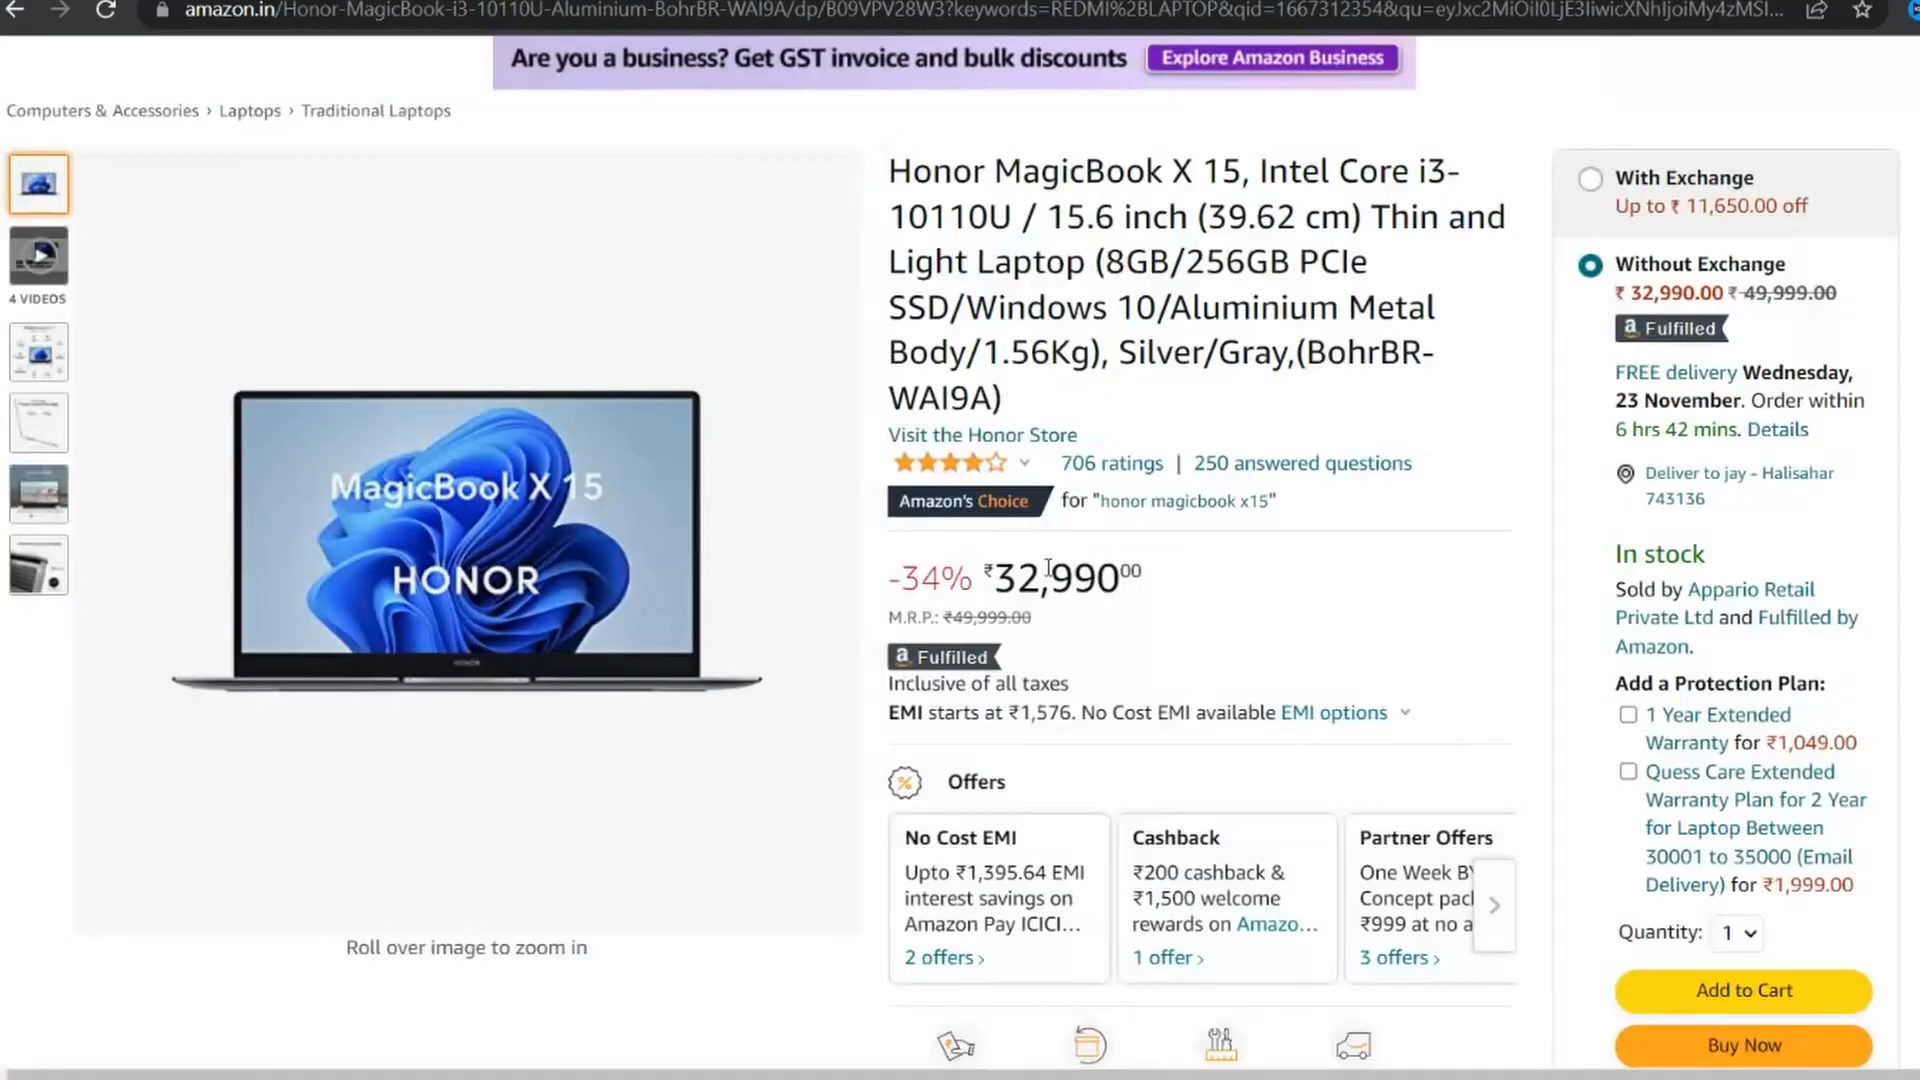 amazon.in/Honor-MagicBook-i3-10110U-Aluminium-BohrBR-WAI9A/dp/B09VPV28W3?keywords=REDMI%2BLAPTOP&qid=1667312354&qu=
Are you a business? Get GST invoice and bulk discounts Explore Amazon Business
Computers & Accessories › Laptops › Traditional Laptops
4 VIDEOS
MagicBook X 15
HONOR
HONOR
Roll over image to zoom in
Honor MagicBook X 15, Intel Core i3-
10110U / 15.6 inch (39.62 cm) Thin and
Light Laptop (8GB/256GB PCIe
SSD/Windows 10/Aluminium Metal
Body/1.56Kg), Silver/Gray,(BohrBR-
WAI9A)
Visit the Honor Store
706 ratings | 250 answered questions
Amazon's Choice for "honor magicbook x15"
-34% ₹32,990⁰⁰
M.R.P.: ₹49,999.00
a Fulfilled
Inclusive of all taxes
EMI starts at ₹1,576. No Cost EMI available EMI options
% Offers
No Cost EMI
Upto ₹1,395.64 EMI
interest savings on
Amazon Pay ICICI...
2 offers ›
Cashback
₹200 cashback &
₹1,500 welcome
rewards on Amazo...
1 offer ›
Partner Offers
One Week
Concept
₹999 at no
3 offers ›
With Exchange
Up to ₹ 11,650.00 off
Without Exchange
₹ 32,990.00 ₹ 49,999.00
a Fulfilled
FREE delivery Wednesday,
23 November. Order within
6 hrs 42 mins. Details
Deliver to jay - Halisahar
743136
In stock
Sold by Appario Retail
Private Ltd and Fulfilled by
Amazon.
Add a Protection Plan:
1 Year Extended
Warranty for ₹1,049.00
Quess Care Extended
Warranty Plan for 2 Year
for Laptop Between
30001 to 35000 (Email
Delivery) for ₹1,999.00
Quantity: 1
Add to Cart
Buy Now